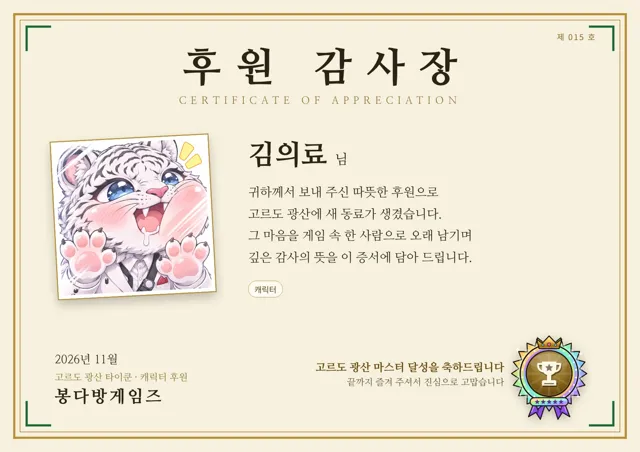 제 015 호
후원 감사장
CERTIFICATE OF APPRECIATION
김의료 님
귀하께서 보내 주신 따뜻한 후원으로
고르도 광산에 새 동료가 생겼습니다.
그 마음을 게임 속 한 사람으로 오래 남기며
깊은 감사의 뜻을 이 증서에 담아 드립니다.
캐릭터
2026년 11월
고르도 광산 타이쿤 · 캐릭터 후원
봉다방게임즈
고르도 광산 마스터 달성을 축하드립니다
끝까지 즐겨 주셔서 진심으로 고맙습니다